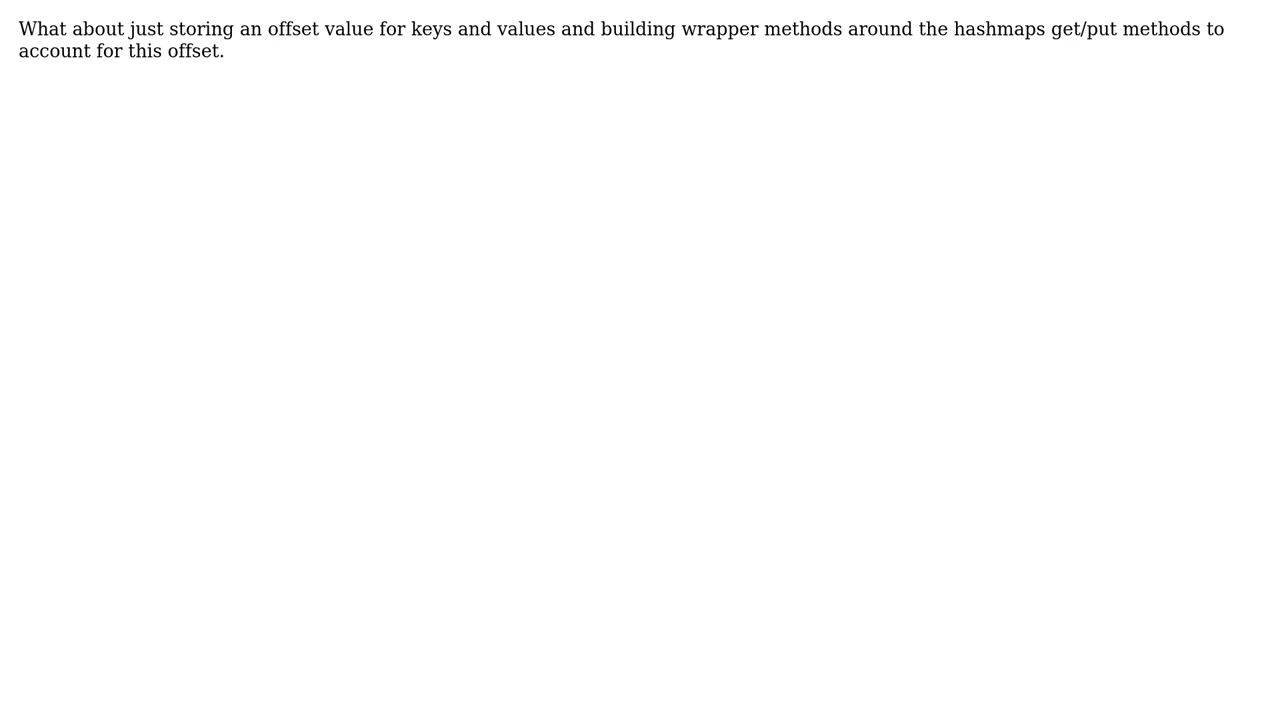 What about just storing an offset value for keys and values and building wrapper methods around the hashmaps get/put methods to
account for this offset.